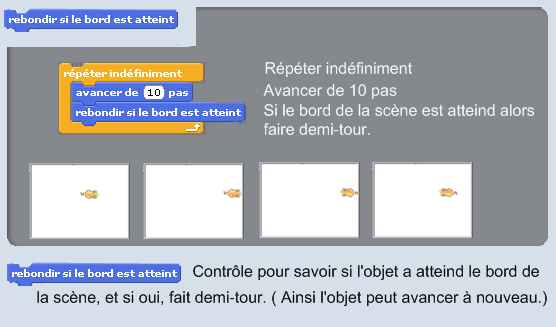 rebondir si le bord est atteint
répéter indéfiniment
avancer de 10 pas
rebondir si le bord est atteint
Répéter indéfiniment
Avancer de 10 pas
Si le bord de la scène est atteind alors
faire demi-tour.
rebondir si le bord est atteint Contrôle pour savoir si l'objet a atteind le bord de
la scène, et si oui, fait demi-tour. ( Ainsi l'objet peut avancer à nouveau.)